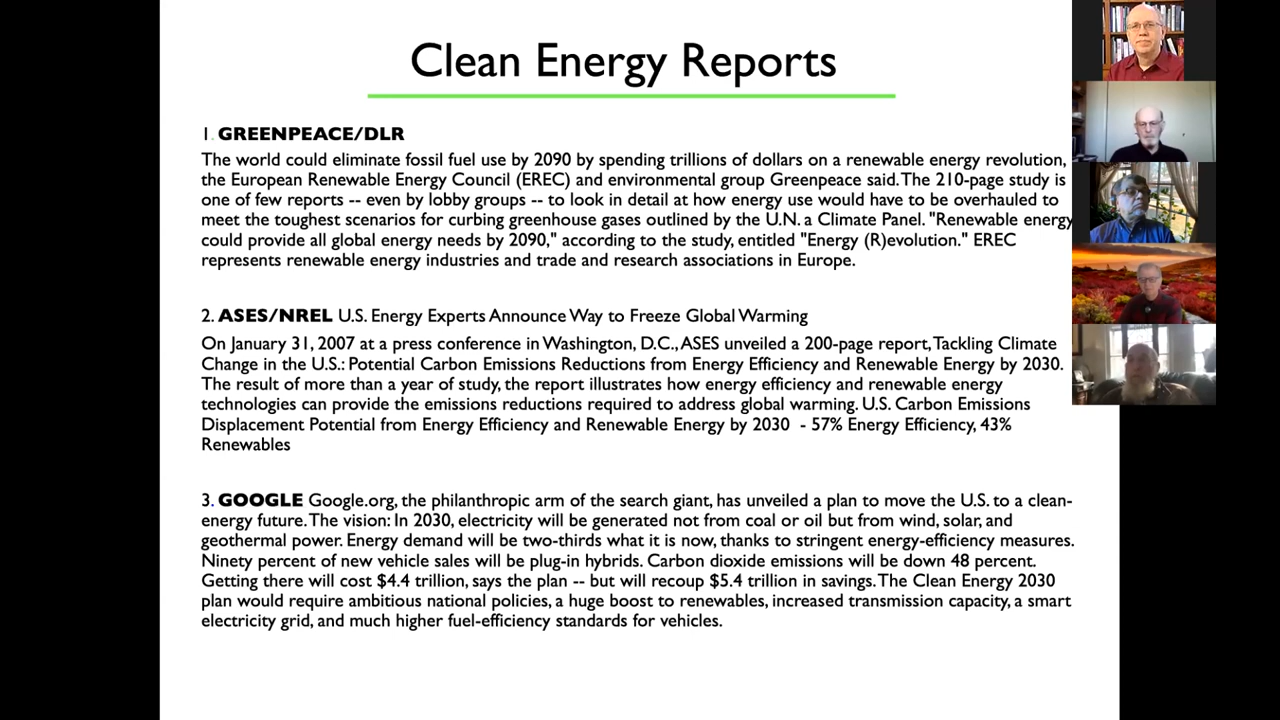 Clean Energy Reports
1. GREENPEACE/DLR
The world could eliminate fossil fuel use by 2090 by spending trillions of dollars on a renewable energy revolution,
the European Renewable Energy Council (EREC) and environmental group Greenpeace said. The 210-page study is
one of few reports -- even by lobby groups -- to look in detail at how energy use would have to be overhauled to
meet the toughest scenarios for curbing greenhouse gases outlined by the U.N. a Climate Panel. "Renewable energy
could provide all global energy needs by 2090," according to the study, entitled "Energy (R)evolution." EREC
represents renewable energy industries and trade and research associations in Europe.
2. ASES/NREL U.S. Energy Experts Announce Way to Freeze Global Warming
On January 31, 2007 at a press conference in Washington, D.C., ASES unveiled a 200-page report, Tackling Climate
Change in the U.S.: Potential Carbon Emissions Reductions from Energy Efficiency and Renewable Energy by 2030.
The result of more than a year of study, the report illustrates how energy efficiency and renewable energy
technologies can provide the emissions reductions required to address global warming. U.S. Carbon Emissions
Displacement Potential from Energy Efficiency and Renewable Energy by 2030 - 57% Energy Efficiency, 43%
Renewables
3. GOOGLE Google.org, the philanthropic arm of the search giant, has unveiled a plan to move the U.S. to a clean-
energy future. The vision: In 2030, electricity will be generated not from coal or oil but from wind, solar, and
geothermal power. Energy demand will be two-thirds what it is now, thanks to stringent energy-efficiency measures.
Ninety percent of new vehicle sales will be plug-in hybrids. Carbon dioxide emissions will be down 48 percent.
Getting there will cost $4.4 trillion, says the plan -- but will recoup $5.4 trillion in savings. The Clean Energy 2030
plan would require ambitious national policies, a huge boost to renewables, increased transmission capacity, a smart
electricity grid, and much higher fuel-efficiency standards for vehicles.